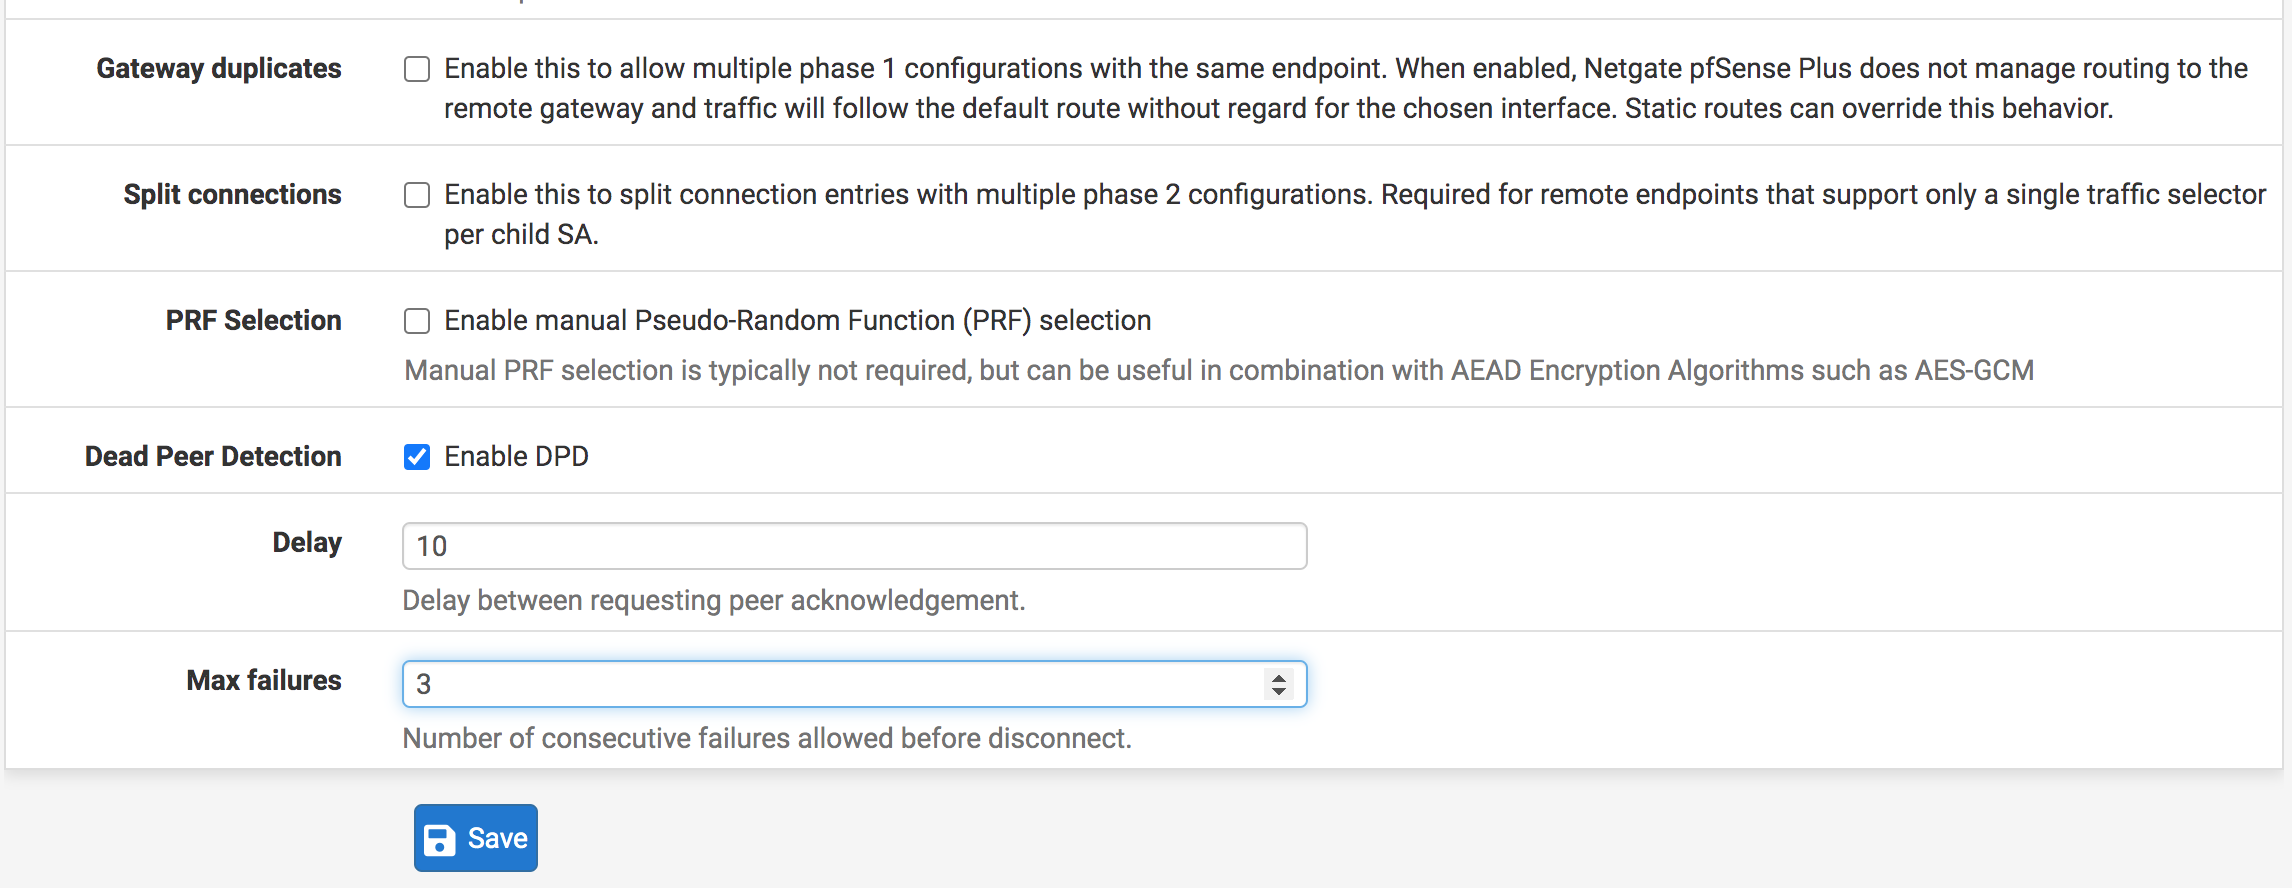 Gateway duplicates
Enable this to allow multiple phase 1 configurations with the same endpoint. When enabled, Netgate pfSense Plus does not manage routing to the
remote gateway and traffic will follow the default route without regard for the chosen interface. Static routes can override this behavior.
Split connections
Enable this to split connection entries with multiple phase 2 configurations. Required for remote endpoints that support only a single traffic selector
per child SA.
PRF Selection
Enable manual Pseudo-Random Function (PRF) selection
Manual PRF selection is typically not required, but can be useful in combination with AEAD Encryption Algorithms such as AES-GCM
Dead Peer Detection
Enable DPD
Delay
10
Delay between requesting peer acknowledgement.
Max failures
3
Number of consecutive failures allowed before disconnect.
Save